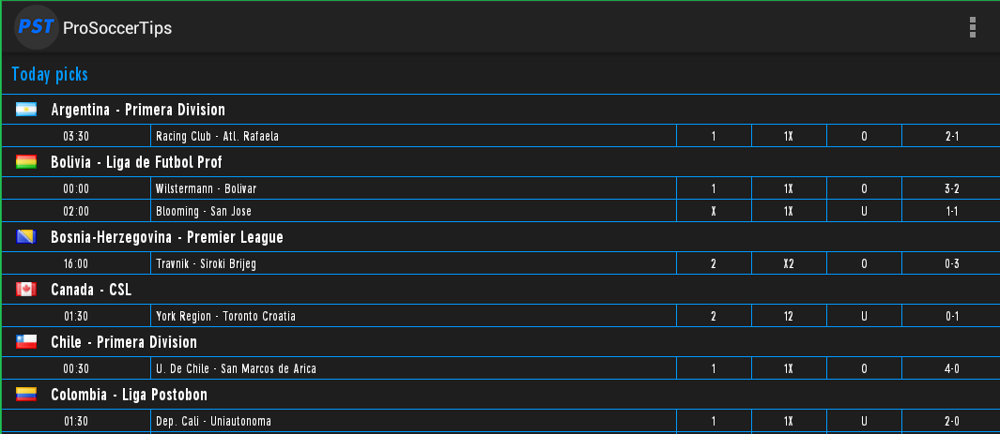 PST ProSoccerTips
Today picks
Argentina - Primera Division
03:30 Racing Club - Atl. Rafaela 1 1X O 2-1
Bolivia - Liga de Futbol Prof
00:00 Wilstermann - Bolivar 1 1X O 3-2
02:00 Blooming - San Jose X 1X U 1-1
Bosnia-Herzegovina - Premier League
16:00 Travnik - Siroki Brijeg 2 X2 O 0-3
Canada - CSL
01:30 York Region - Toronto Croatia 2 12 U 0-1
Chile - Primera Division
00:30 U. De Chile - San Marcos de Arica 1 1X O 4-0
Colombia - Liga Postobon
01:30 Dep. Cali - Uniautonoma 1 1X U 2-0